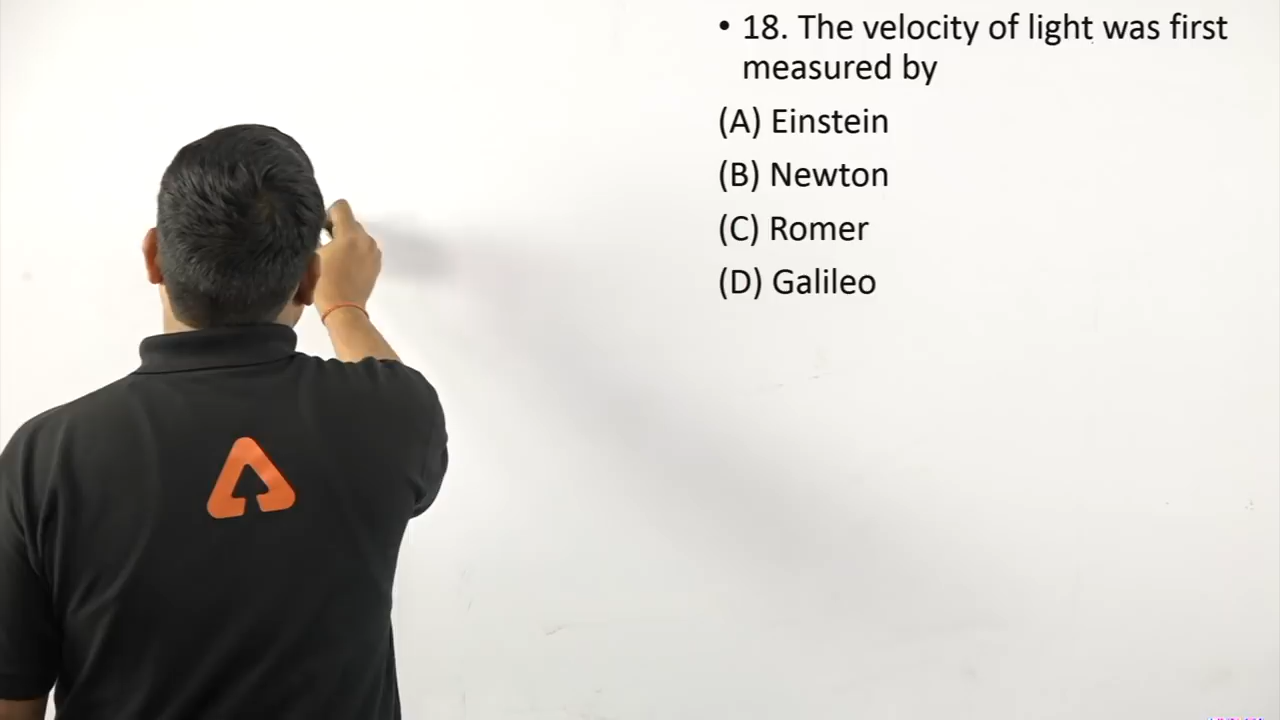 • 18. The velocity of light was first
measured by
(A) Einstein
(B) Newton
(C) Romer
(D) Galileo